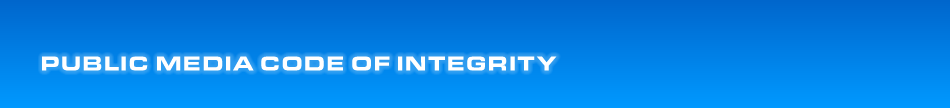 PUBLIC MEDIA CODE OF INTEGRITY